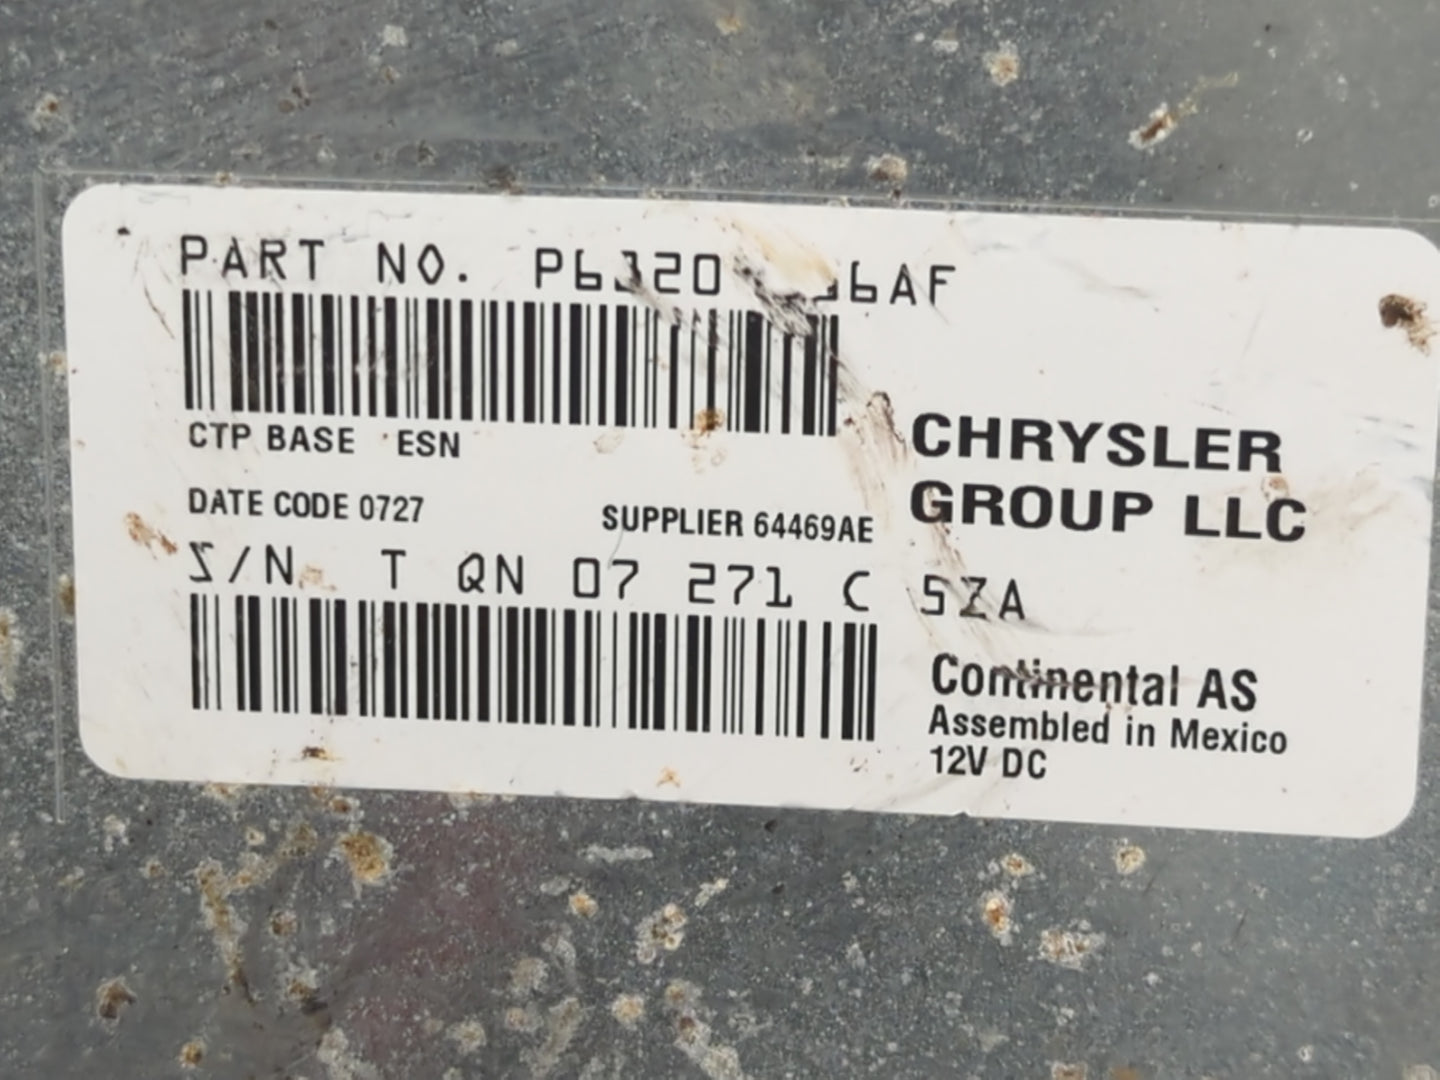 PART NO.
CTP BASE ESN
DATE CODE 0727
SUPPLIER 64469AE
CHRYSLER
GROUP LLC
S/N T QN 07 271 C SZA
Continental AS
Assembled in Mexico
12V DC